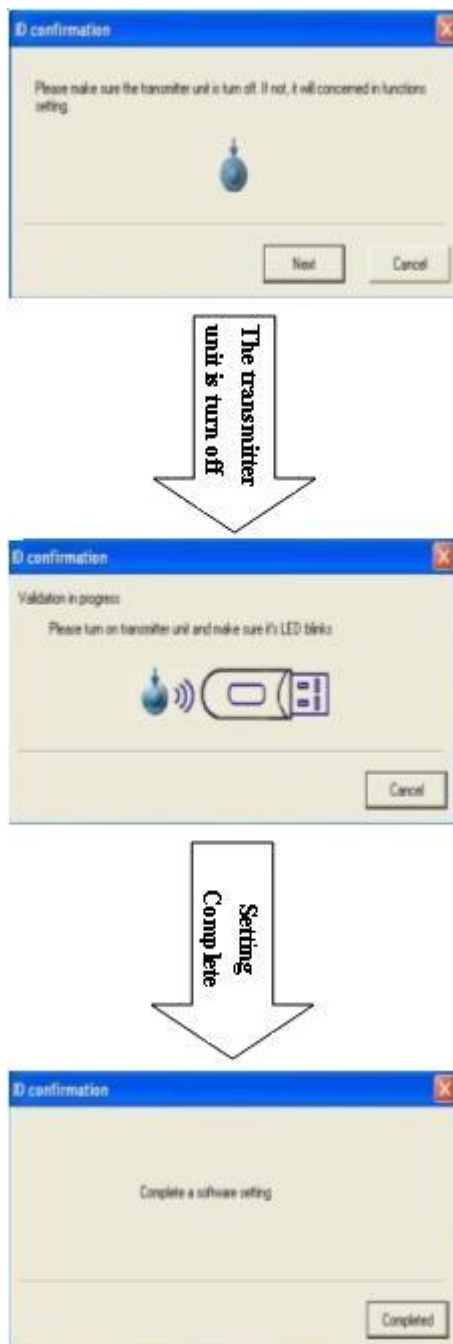 ID confirmation
Please make sure the transmitter unit is turn off. If not, it will concerned in functions
setting.
Next
Cancel
The transmitter
unit is turn off
ID confirmation
Validation in progress
Please turn on transmitter unit and make sure it's LED blinks
Cancel
Setting
Complete
ID confirmation
Complete a software setting
Completed